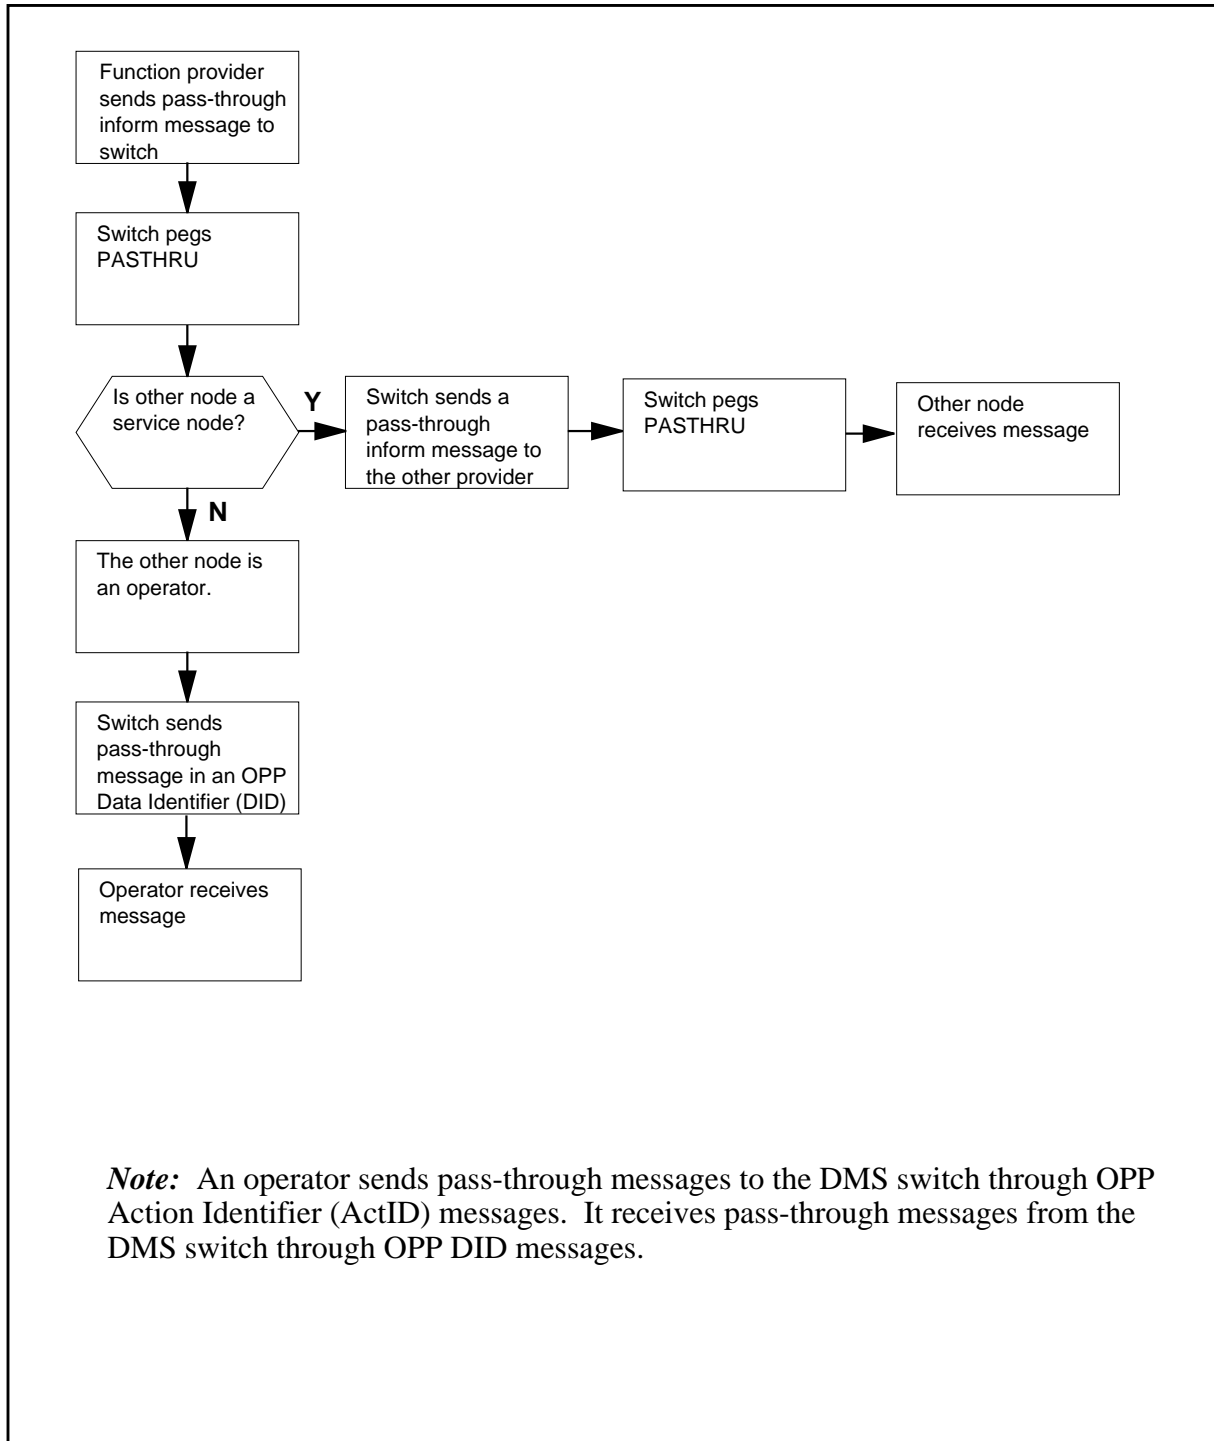 Function provider
sends pass-through
inform message to
switch
Switch pegs
PASTHRU
Is other node a
service node?
Y
Switch sends a
pass-through
inform message to
the other provider
Switch pegs
PASTHRU
Other node
receives message
N
The other node is
an operator.
Switch sends
pass-through
message in an OPP
Data Identifier (DID)
Operator receives
message
Note: An operator sends pass-through messages to the DMS switch through OPP
Action Identifier (ActID) messages. It receives pass-through messages from the
DMS switch through OPP DID messages.